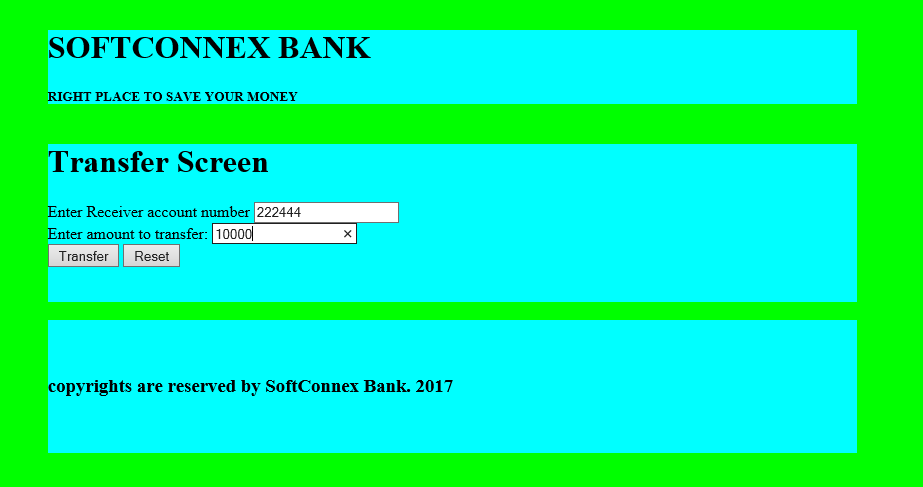 SOFTCONNEX BANK
RIGHT PLACE TO SAVE YOUR MONEY
Transfer Screen
Enter Receiver account number 222444
Enter amount to transfer: 10000 ×
Transfer Reset
copyrights are reserved by SoftConnex Bank. 2017